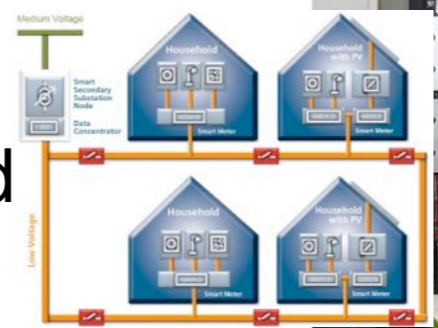 Medium Voltage
Smart
Secondary
Substation
Node
Data
Concentrator
Household
Smart Meter
Household
with PV
Smart Meter
d
Low Voltage
Household
Smart Meter
Household
with PV
Smart Meter